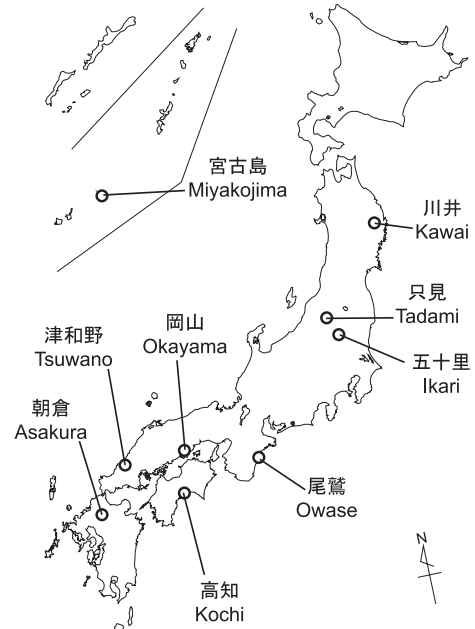 宮古島
Miyakojima
川井
Kawai
只見
Tadami
岡山
Okayama
津和野
Tsuwano
五十里
Ikari
朝倉
Asakura
尾鷲
Owase
高知
Kochi
N